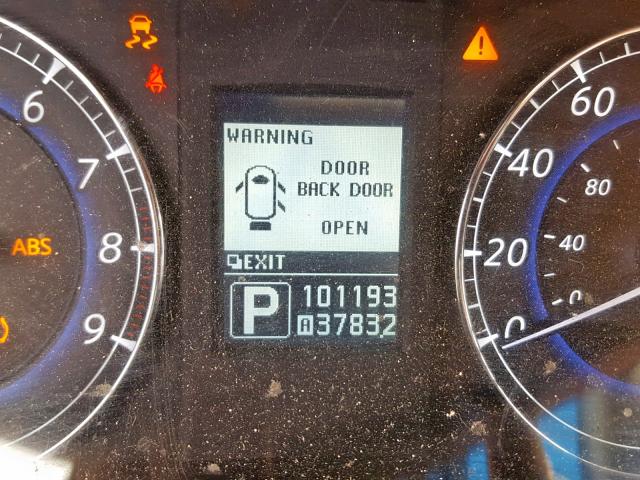 WARNING
DOOR
BACK DOOR
OPEN
EXIT
P
101193
A 37832
ABS
6
7
8
9
60
40
20
0
80
40
0